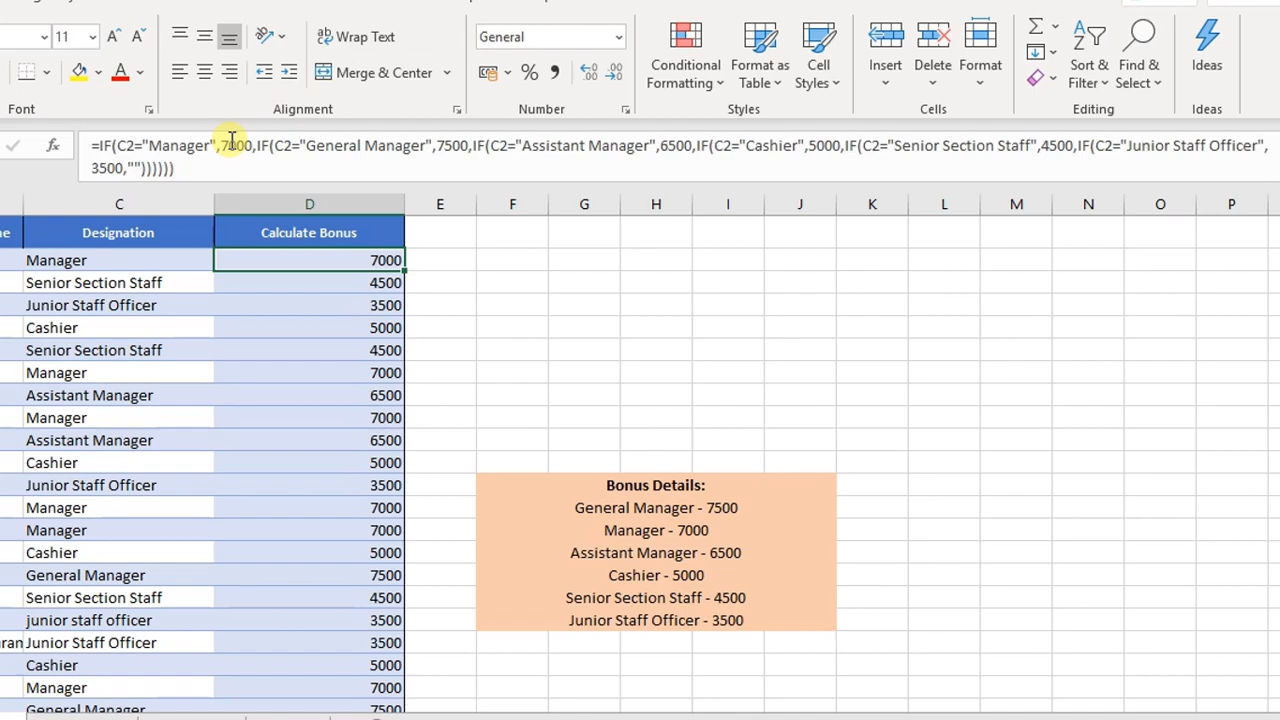 11
Wrap Text
General
Merge & Center
Conditional Formatting
Format as Table
Cell Styles
Insert
Delete
Format
Sort & Filter
Find & Select
Ideas
Font
Alignment
Number
Styles
Cells
Editing
Ideas
fx
=IF(C2="Manager",7000,IF(C2="General Manager",7500,IF(C2="Assistant Manager",6500,IF(C2="Cashier",5000,IF(C2="Senior Section Staff",4500,IF(C2="Junior Staff Officer",
3500,""))))))
C D E F G H I J K L M N O P
Designation Calculate Bonus
Manager 7000
Senior Section Staff 4500
Junior Staff Officer 3500
Cashier 5000
Senior Section Staff 4500
Manager 7000
Assistant Manager 6500
Manager 7000
Assistant Manager 6500
Cashier 5000
Junior Staff Officer 3500
Manager 7000
Manager 7000
Cashier 5000
General Manager 7500
Senior Section Staff 4500
junior staff officer 3500
Junior Staff Officer 3500
Cashier 5000
Manager 7000
General Manager 7500
Bonus Details:
General Manager - 7500
Manager - 7000
Assistant Manager - 6500
Cashier - 5000
Senior Section Staff - 4500
Junior Staff Officer - 3500